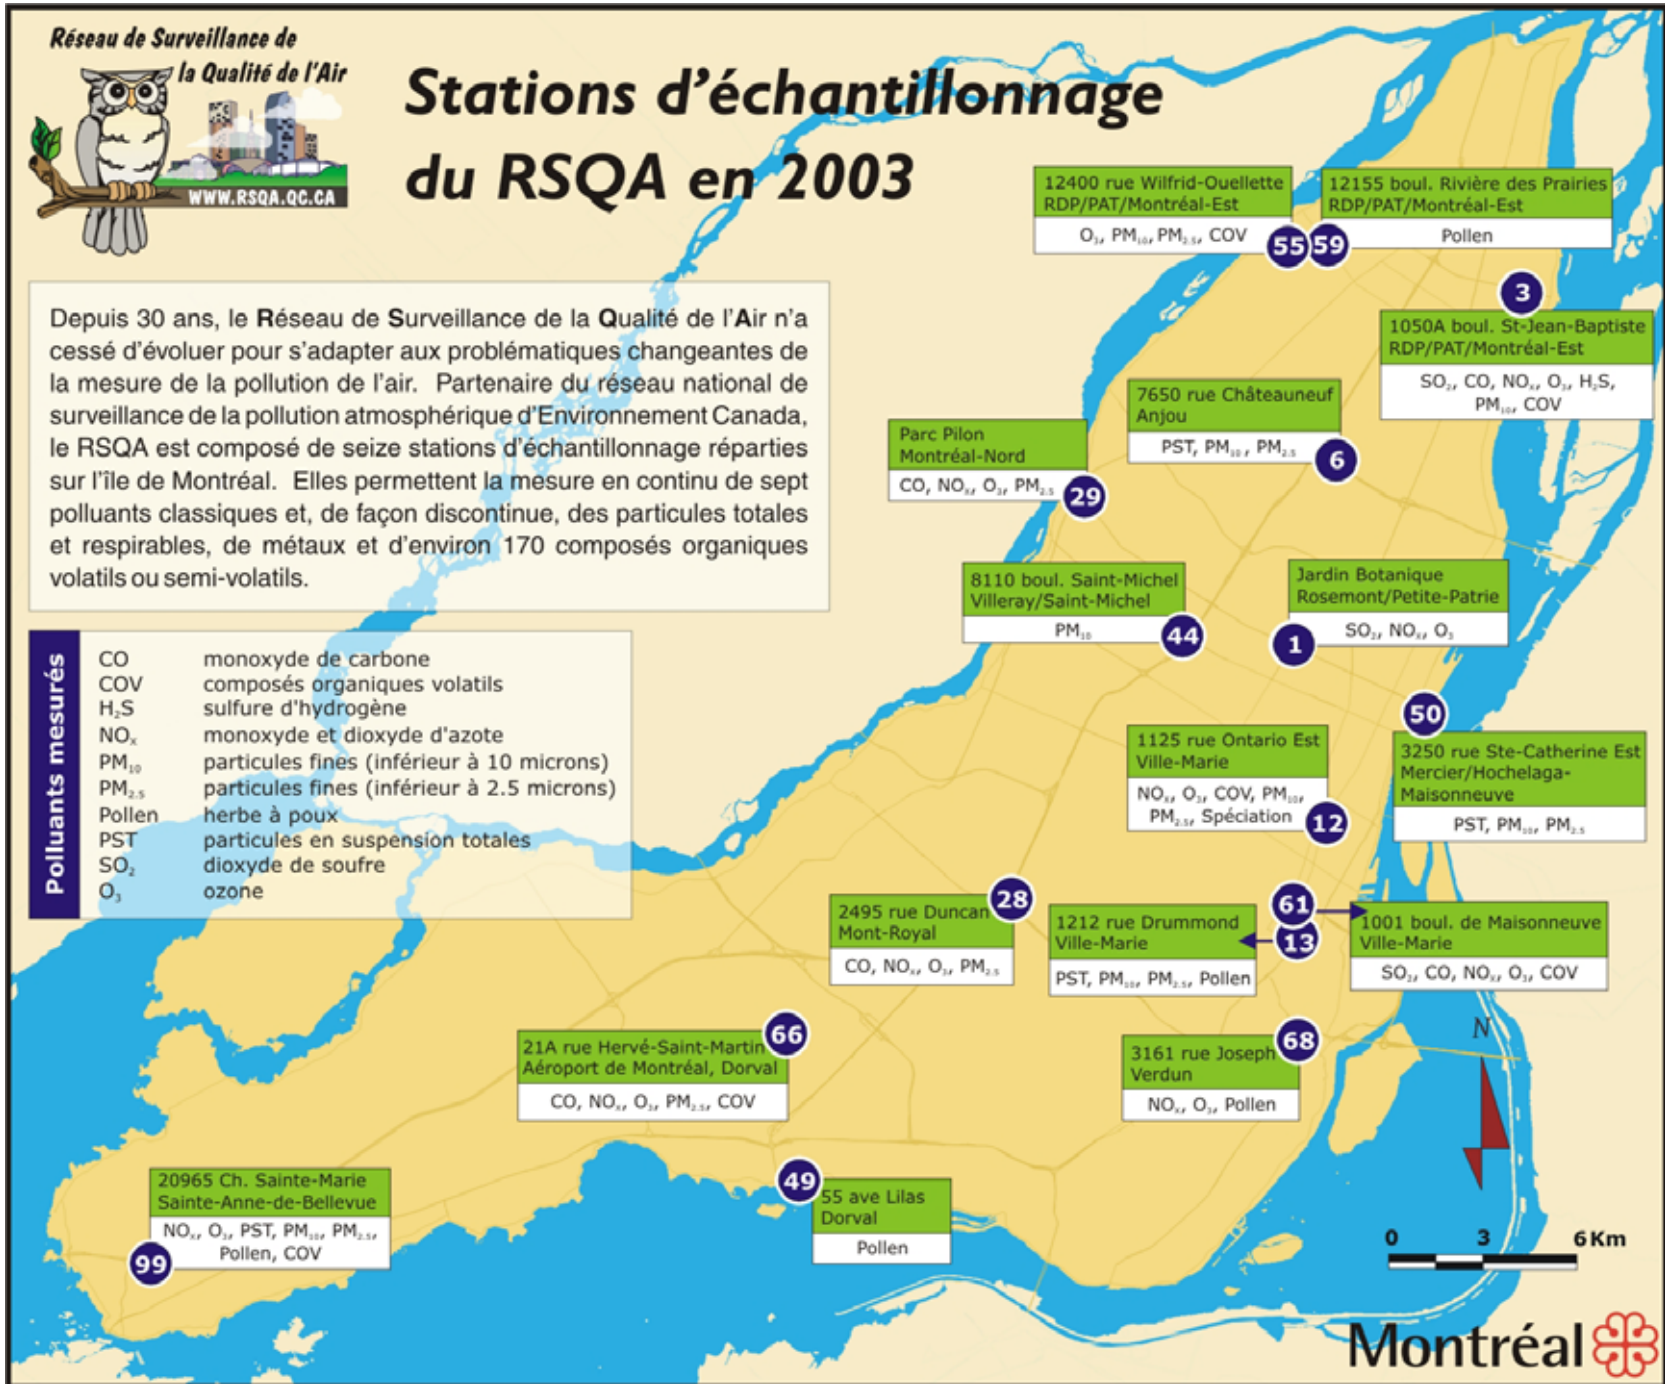 Réseau de Surveillance de
la Qualité de l'Air
WWW.RSQA.QC.CA
Stations d'échantillonnage
du RSQA en 2003
Depuis 30 ans, le Réseau de Surveillance de la Qualité de l'Air n'a
cessé d'évoluer pour s'adapter aux problématiques changeantes de
la mesure de la pollution de l'air. Partenaire du réseau national de
surveillance de la pollution atmosphérique d'Environnement Canada,
le RSQA est composé de seize stations d'échantillonnage réparties
sur l'île de Montréal. Elles permettent la mesure en continu de sept
polluants classiques et, de façon discontinue, des particules totales
et respirables, de métaux et d'environ 170 composés organiques
volatils ou semi-volatils.
Polluants mesurés
CO monoxyde de carbone
COV composés organiques volatils
H₂S sulfure d'hydrogène
NOₓ monoxyde et dioxyde d'azote
PM₁₀ particules fines (inférieur à 10 microns)
PM₂.₅ particules fines (inférieur à 2.5 microns)
Pollen herbe à poux
PST particules en suspension totales
SO₂ dioxyde de soufre
O₃ ozone
12400 rue Wilfrid-Ouellette
RDP/PAT/Montréal-Est
O₃, PM₁₀, PM₂.₅, COV
55
12155 boul. Rivière des Prairies
RDP/PAT/Montréal-Est
Pollen
59
3
1050A boul. St-Jean-Baptiste
RDP/PAT/Montréal-Est
SO₂, CO, NOₓ, O₃, H₂S,
PM₁₀, COV
7650 rue Châteauneuf
Anjou
PST, PM₁₀, PM₂.₅
6
Parc Pilon
Montréal-Nord
CO, NOₓ, O₃, PM₂.₅
29
8110 boul. Saint-Michel
Villeray/Saint-Michel
PM₁₀
44
Jardin Botanique
Rosemont/Petite-Patrie
SO₂, NOₓ, O₃
1
50
3250 rue Ste-Catherine Est
Mercier/Hochelaga-
Maisonneuve
PST, PM₁₀, PM₂.₅
1125 rue Ontario Est
Ville-Marie
NOₓ, O₃, COV, PM₁₀,
PM₂.₅, Spéciation
12
28
2495 rue Duncan
Mont-Royal
CO, NOₓ, O₃, PM₂.₅
1212 rue Drummond
Ville-Marie
PST, PM₁₀, PM₂.₅, Pollen
61
13
1001 boul. de Maisonneuve
Ville-Marie
SO₂, CO, NOₓ, O₃, COV
66
21A rue Hervé-Saint-Martin
Aéroport de Montréal, Dorval
CO, NOₓ, O₃, PM₂.₅, COV
68
3161 rue Joseph
Verdun
NOₓ, O₃, Pollen
20965 Ch. Sainte-Marie
Sainte-Anne-de-Bellevue
NOₓ, O₃, PST, PM₁₀, PM₂.₅,
Pollen, COV
99
49
55 ave Lilas
Dorval
Pollen
N
0 3 6 Km
Montréal